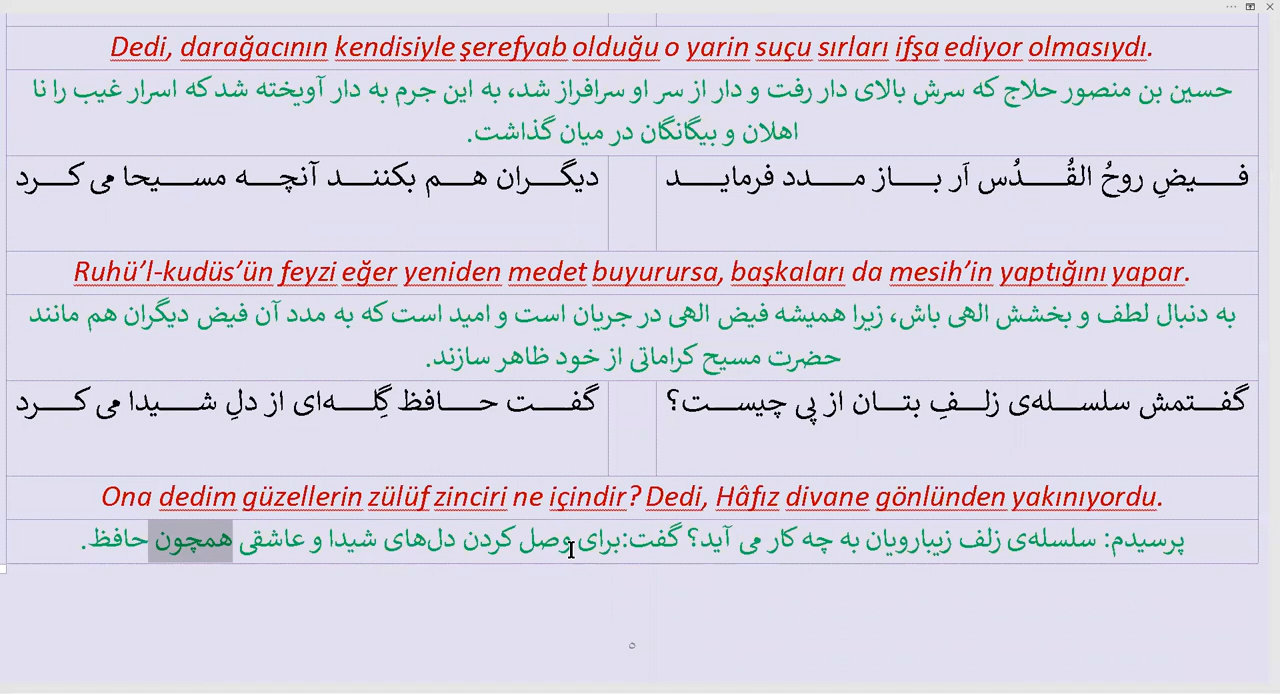 Dedi, darağacının kendisiyle şerefyab olduğu o yarin suçu sırları ifşa ediyor olmasıydı.
حسین بن منصور حلاج که سرش بالای دار رفت و دار از سر او سرافراز شد، به این جرم به دار آویخته شد که اسرار غیب را نا
اهلان و بیگانگان در میان گذاشت.
فیضِ روحُ القُدُس اَر باز مدد فرماید دیگران هم بکنند آنچه مسیحا می کرد
Ruhü’l-kudüs’ün feyzi eğer yeniden medet buyurursa, başkaları da mesih’in yaptığını yapar.
به دنبال لطف و بخشش الهی باش، زیرا همیشه فیض الهی در جریان است و امید است که به مدد آن فیض دیگران هم مانند
حضرت مسیح کراماتی از خود ظاهر سازند.
گفتمش سلسله‌ی زلفِ بتان از پی چیست؟ گفت حافظ گِله‌ای از دلِ شیدا می کرد
Ona dedim güzellerin zülüf zinciri ne içindir? Dedi, Hâfız divane gönlünden yakınıyordu.
پرسیدم: سلسله‌ی زلف زیبارویان به چه کار می آید؟ گفت:برای وصل کردن دل‌های شیدا و عاشقی همچون حافظ.
۵